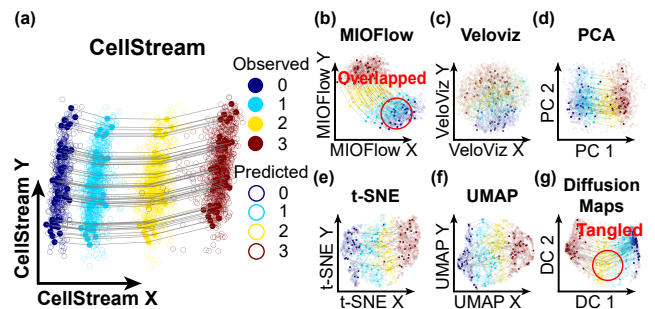 (a)
CellStream
Observed
0
1
2
3
Predicted
0
1
2
3
CellStream Y
CellStream X
(b)
MIOFlow
Overlapped
MIOFlow Y
MIOFlow X
(c)
Veloviz
VeloViz Y
VeloViz X
(d)
PCA
PC 2
PC 1
(e)
t-SNE
t-SNE Y
t-SNE X
(f)
UMAP
UMAP Y
UMAP X
(g)
Diffusion
Maps
Tangled
DC 2
DC 1